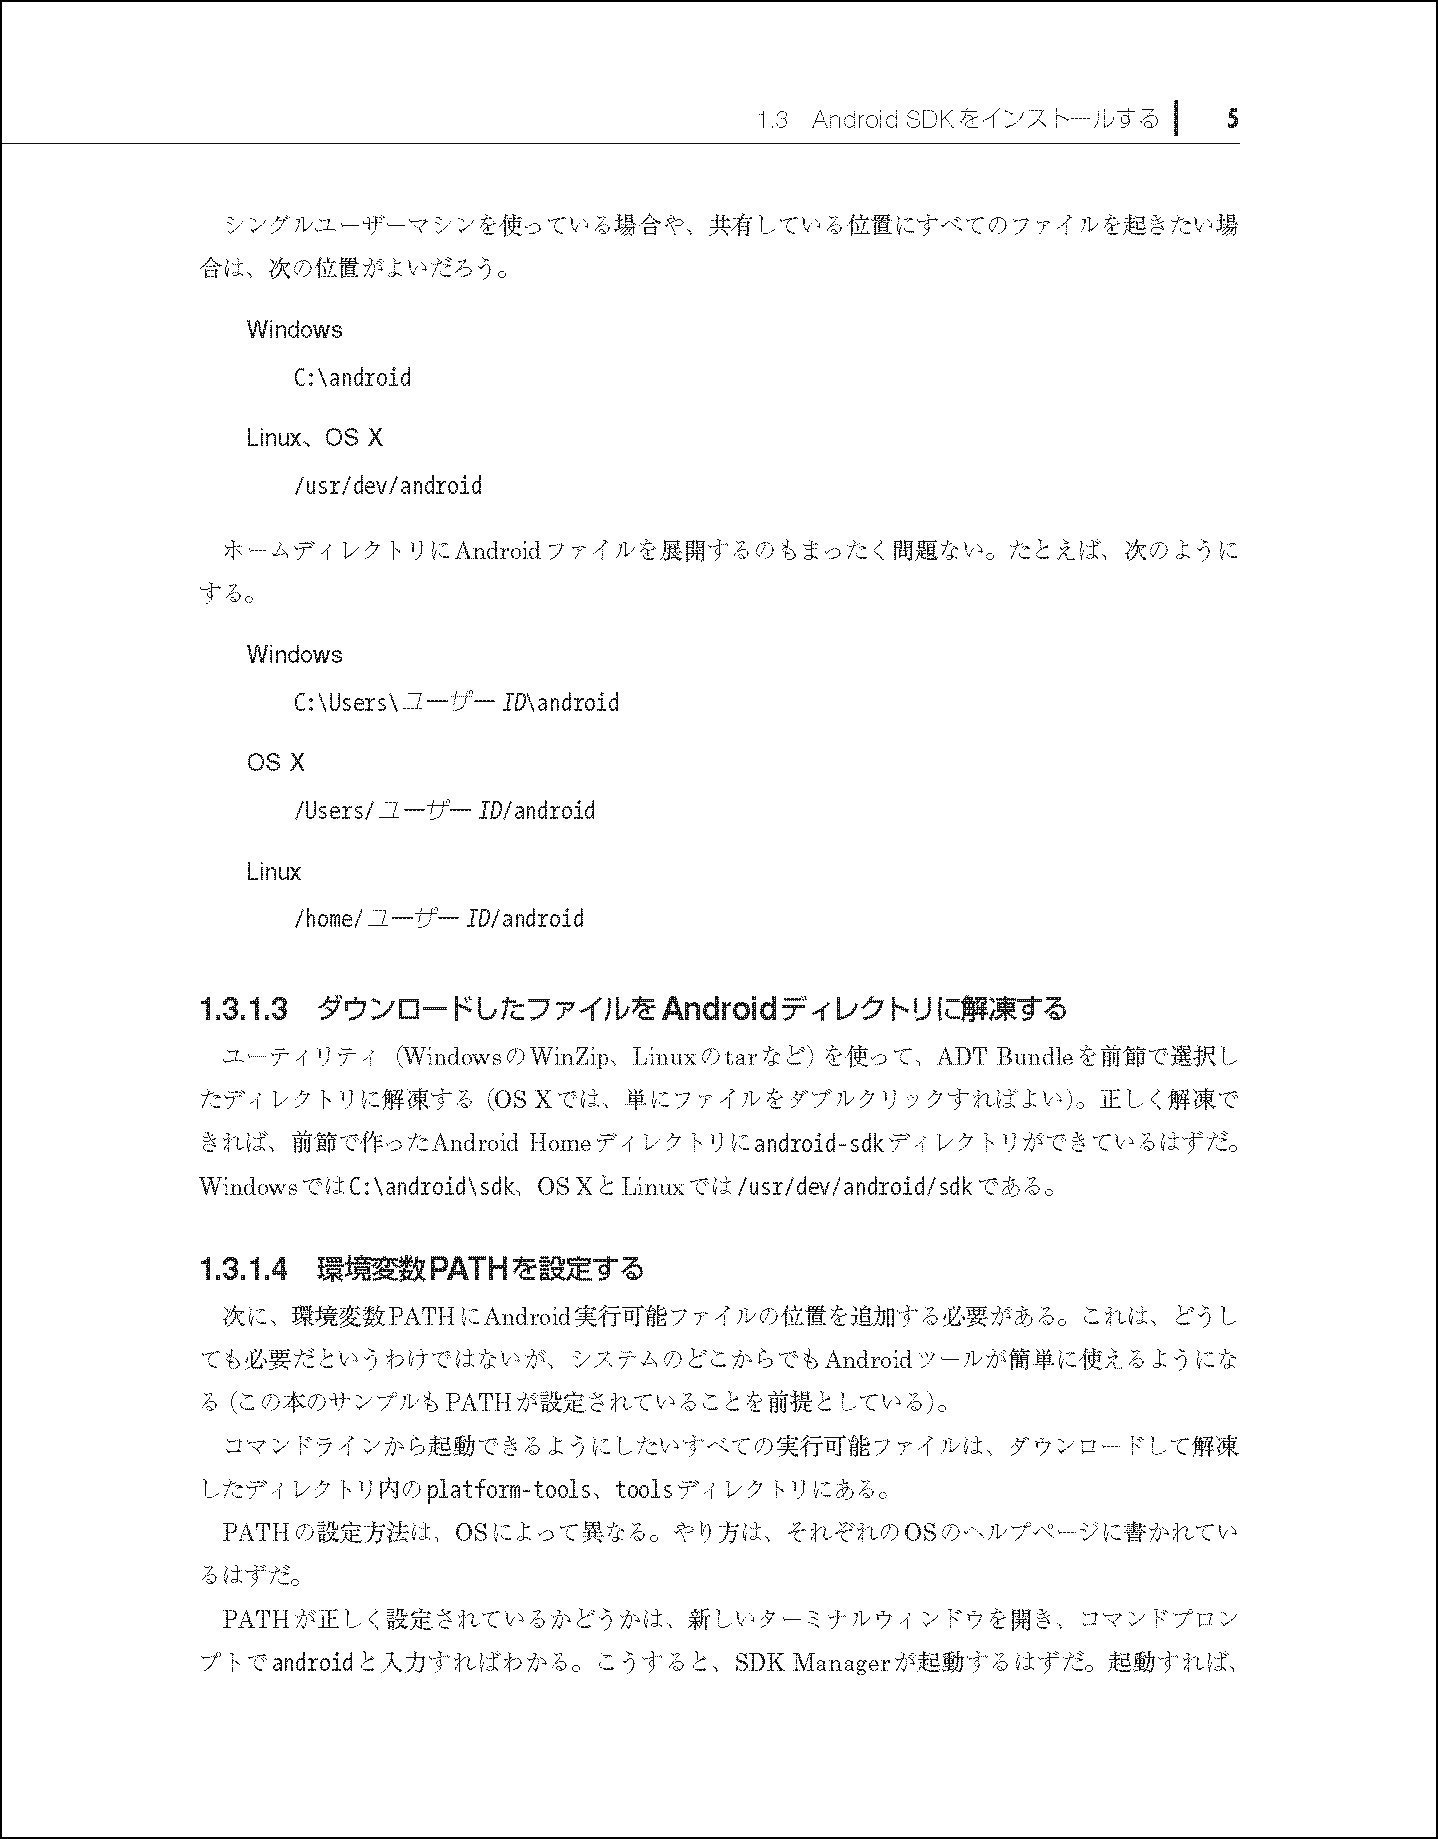 1.3　Android SDKをインストールする　5
シングルユーザーマシンを使っている場合や、共有している位置にすべてのファイルを起きたい場
合は、次の位置がよいだろう。
Windows
C:\android
Linux、OS X
/usr/dev/android
ホームディレクトリにAndroidファイルを展開するのもまったく問題ない。たとえば、次のように
する。
Windows
C:\Users\ユーザーID\android
OS X
/Users/ユーザーID/android
Linux
/home/ユーザーID/android
1.3.1.3　ダウンロードしたファイルをAndroidディレクトリに解凍する
ユーティリティ（WindowsのWinZip、Linuxのtarなど）を使って、ADT Bundleを前節で選択し
たディレクトリに解凍する（OS Xでは、単にファイルをダブルクリックすればよい）。正しく解凍で
きれば、前節で作ったAndroid Homeディレクトリにandroid-sdkディレクトリができているはずだ。
WindowsではC:\android\sdk、OS XとLinuxでは/usr/dev/android/sdkである。
1.3.1.4　環境変数PATHを設定する
次に、環境変数PATHにAndroid実行可能ファイルの位置を追加する必要がある。これは、どうし
ても必要だというわけではないが、システムのどこからでもAndroidツールが簡単に使えるようにな
る（この本のサンプルもPATHが設定されていることを前提としている）。
コマンドラインから起動できるようにしたいすべての実行可能ファイルは、ダウンロードして解凍
したディレクトリ内のplatform-tools、toolsディレクトリにある。
PATHの設定方法は、OSによって異なる。やり方は、それぞれのOSのヘルプページに書かれてい
るはずだ。
PATHが正しく設定されているかどうかは、新しいターミナルウィンドウを開き、コマンドプロン
プトでandroidと入力すればわかる。こうすると、SDK Managerが起動するはずだ。起動すれば、